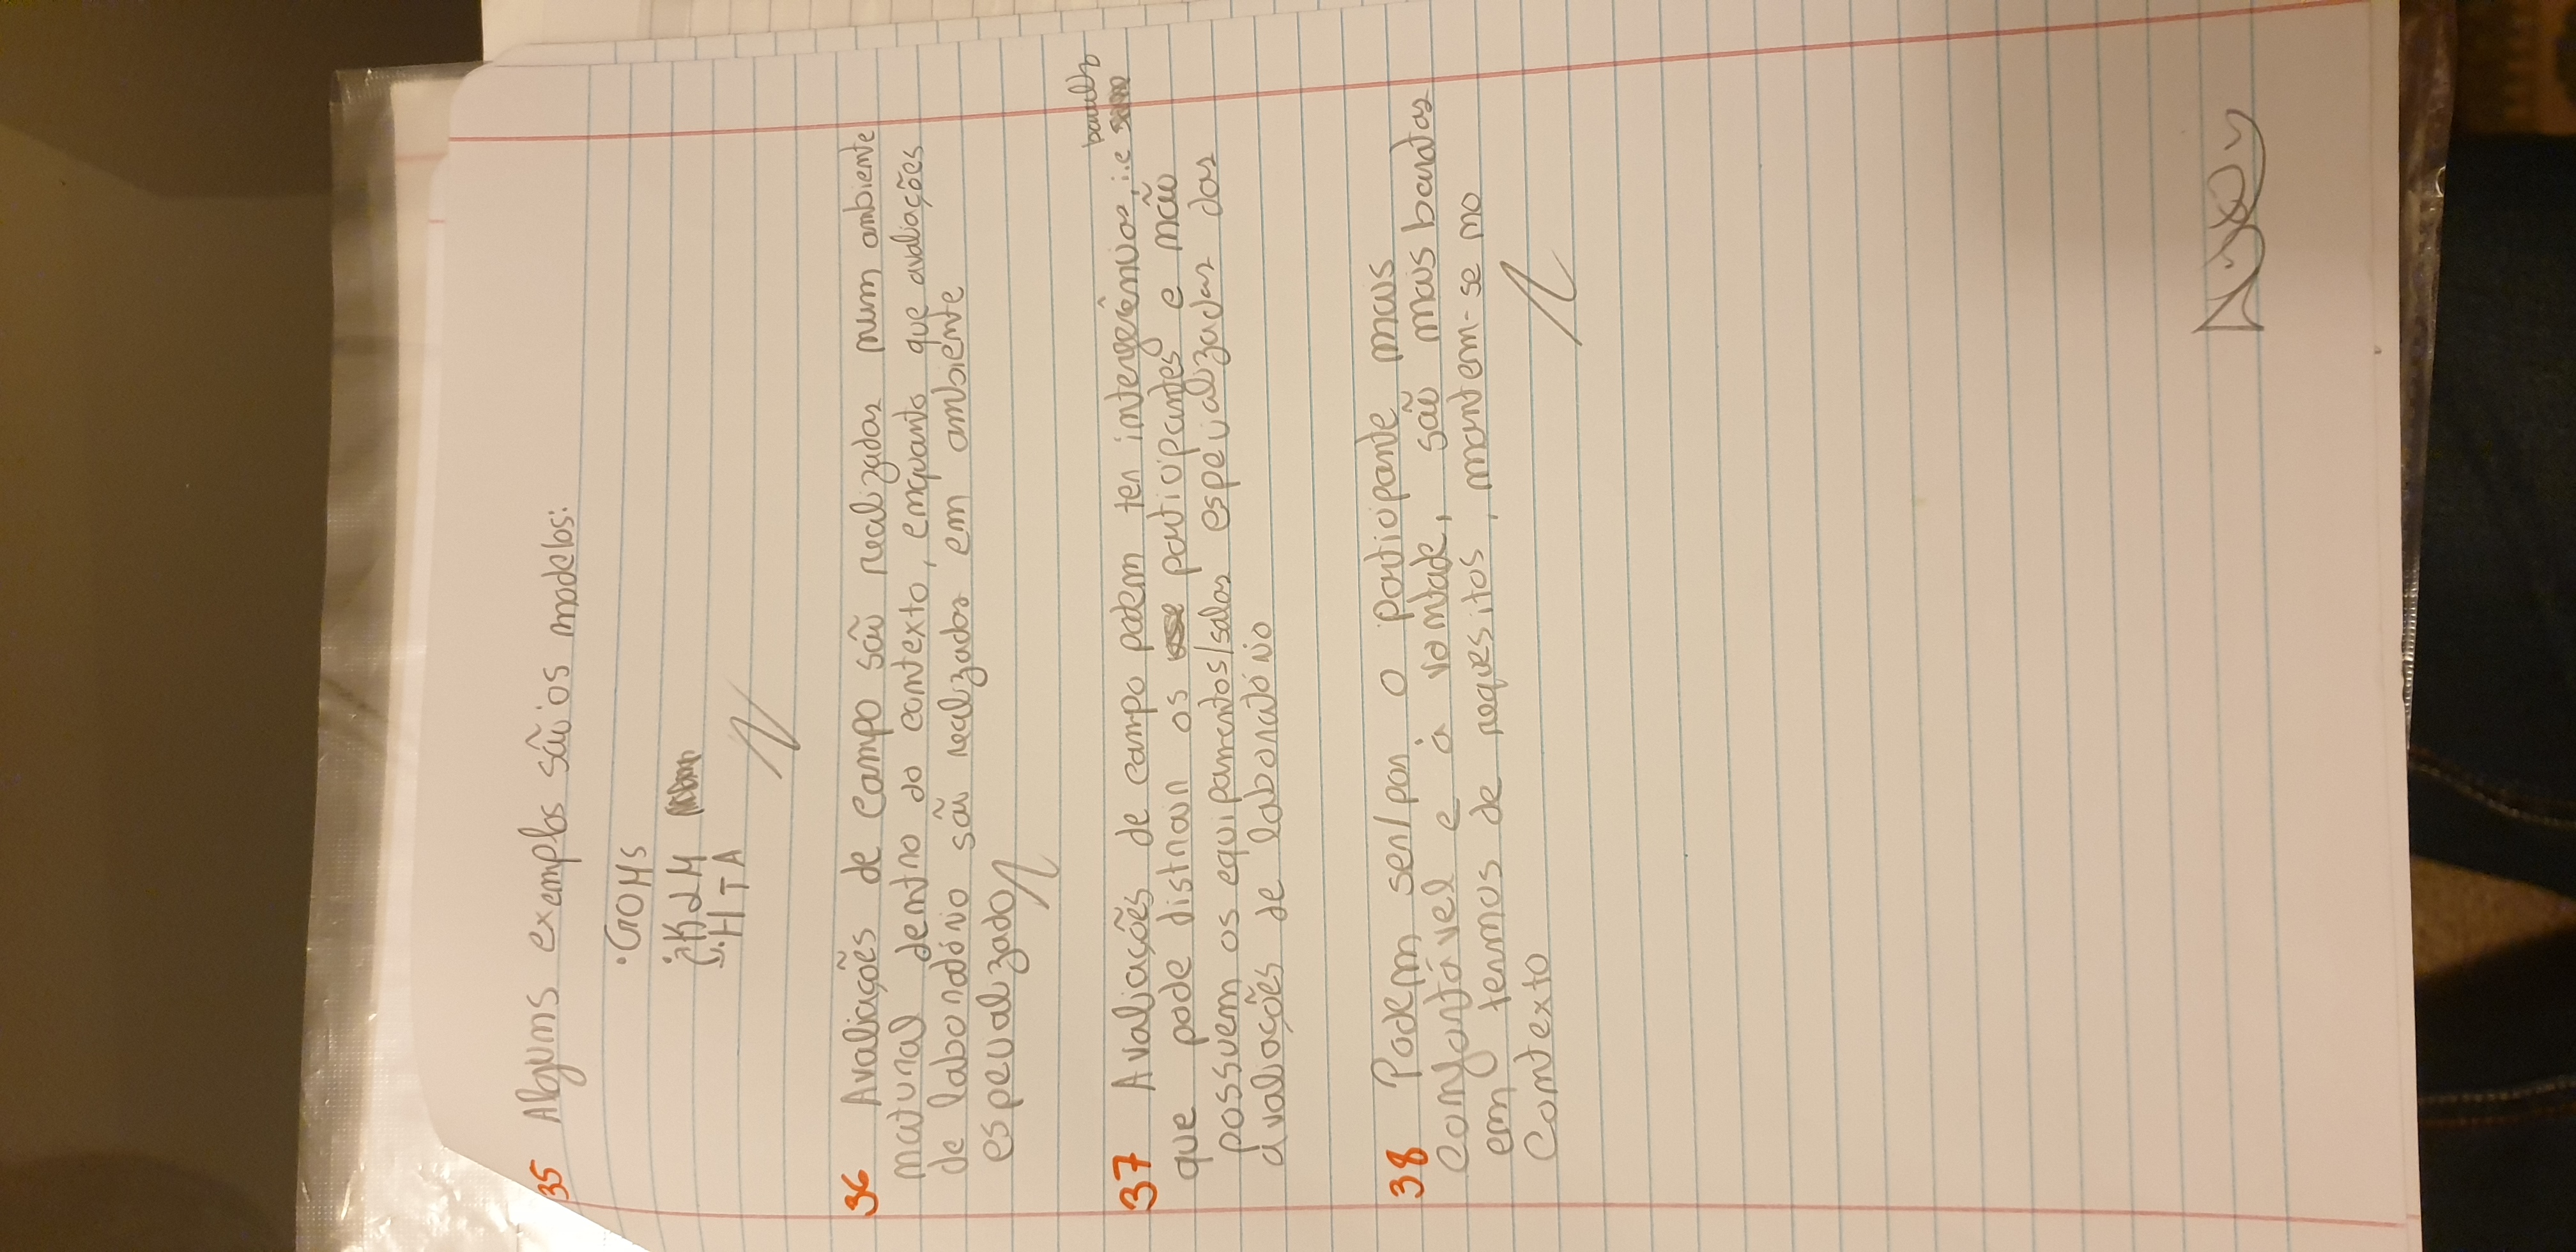 35 Alguns exemplos são os modelos:
· GOMS
· KLM
· HTA
36 Avaliações de campo são realizadas num ambiente
natural dentro do contexto, enquanto que avaliações
de laboratório são realizadas em ambiente
especializado
37 Avaliações de campo podem ter interferências, i.e barulho
que pode distrair os participantes e não
possuem os equipamentos/salas especializadas das
avaliações de laboratório
38 Podem ser/por o participante mais
confortável e à vontade, são mais baratas
em termos de requesitos, mantem-se no
contexto